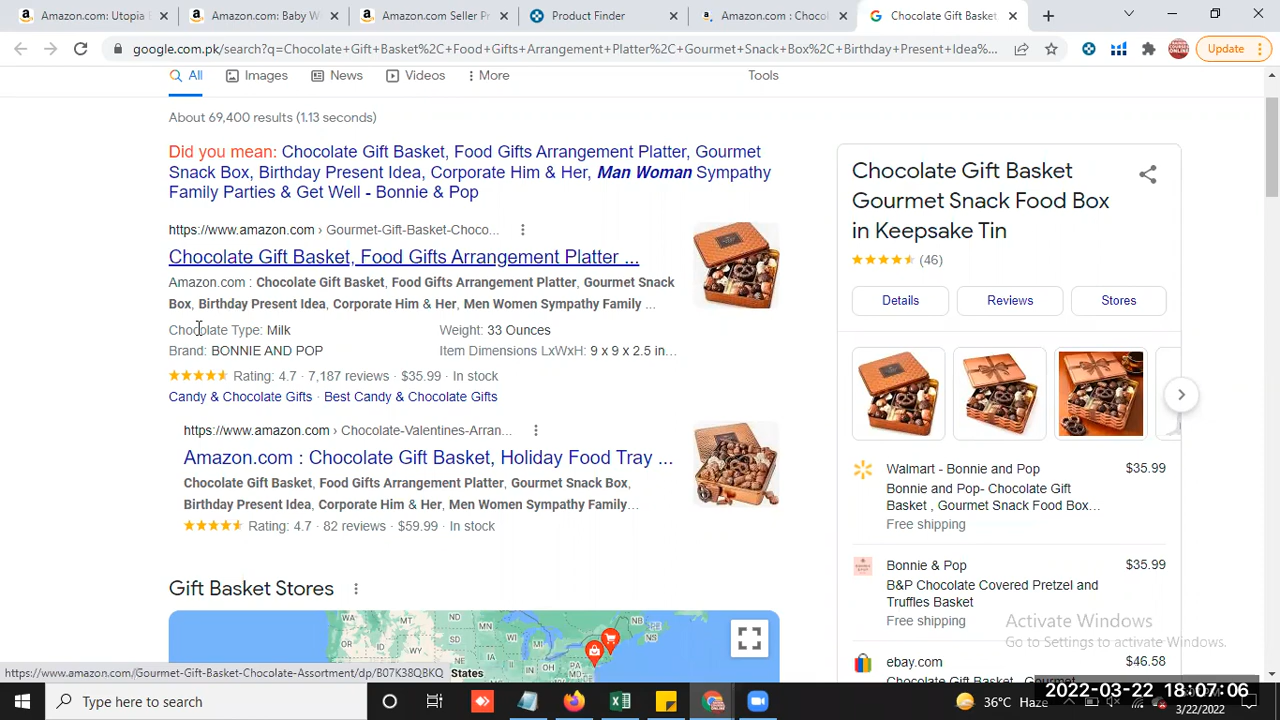 Amazon.com: Utopia
Amazon.com: Baby W
Amazon.com Seller Pr
Product Finder
Amazon.com : Chocol
Chocolate Gift Basket
google.com.pk/search?q=Chocolate+Gift+Basket%2C+Food+Gifts+Arrangement+Platter%2C+Gourmet+Snack+Box%2C+Birthday+Present+Idea%...
Update
All
Images
News
Videos
More
Tools
About 69,400 results (1.13 seconds)
Did you mean: Chocolate Gift Basket, Food Gifts Arrangement Platter, Gourmet
Snack Box, Birthday Present Idea, Corporate Him & Her, Man Woman Sympathy
Family Parties & Get Well - Bonnie & Pop
https://www.amazon.com › Gourmet-Gift-Basket-Choco...
Chocolate Gift Basket, Food Gifts Arrangement Platter ...
Amazon.com : Chocolate Gift Basket, Food Gifts Arrangement Platter, Gourmet Snack
Box, Birthday Present Idea, Corporate Him & Her, Men Women Sympathy Family ...
Chocolate Type: Milk
Weight: 33 Ounces
Brand: BONNIE AND POP
Item Dimensions LxWxH: 9 x 9 x 2.5 in...
Rating: 4.7 · 7,187 reviews · $35.99 · In stock
Candy & Chocolate Gifts · Best Candy & Chocolate Gifts
https://www.amazon.com › Chocolate-Valentines-Arran...
Amazon.com : Chocolate Gift Basket, Holiday Food Tray ...
Chocolate Gift Basket, Food Gifts Arrangement Platter, Gourmet Snack Box,
Birthday Present Idea, Corporate Him & Her, Men Women Sympathy Family...
Rating: 4.7 · 82 reviews · $59.99 · In stock
Gift Basket Stores
WA
MT
ND
MN
OR
ID
WY
SD
WI
MI
NB
NS
States
Chocolate Gift Basket
Gourmet Snack Food Box
in Keepsake Tin
(46)
Details
Reviews
Stores
Walmart - Bonnie and Pop
$35.99
Bonnie and Pop- Chocolate Gift
Basket , Gourmet Snack Food Box...
Free shipping
Bonnie & Pop
$35.99
B&P Chocolate Covered Pretzel and
Truffles Basket
Free shipping
ebay.com
$46.58
Activate Windows
Go to Settings to activate Windows.
https://www.amazon.com/Gourmet-Gift-Basket-Chocolate-Assortment/dp/B07K38QBKQ
Type here to search
36°C Haze
2022-03-22 18:07:06
3/22/2022